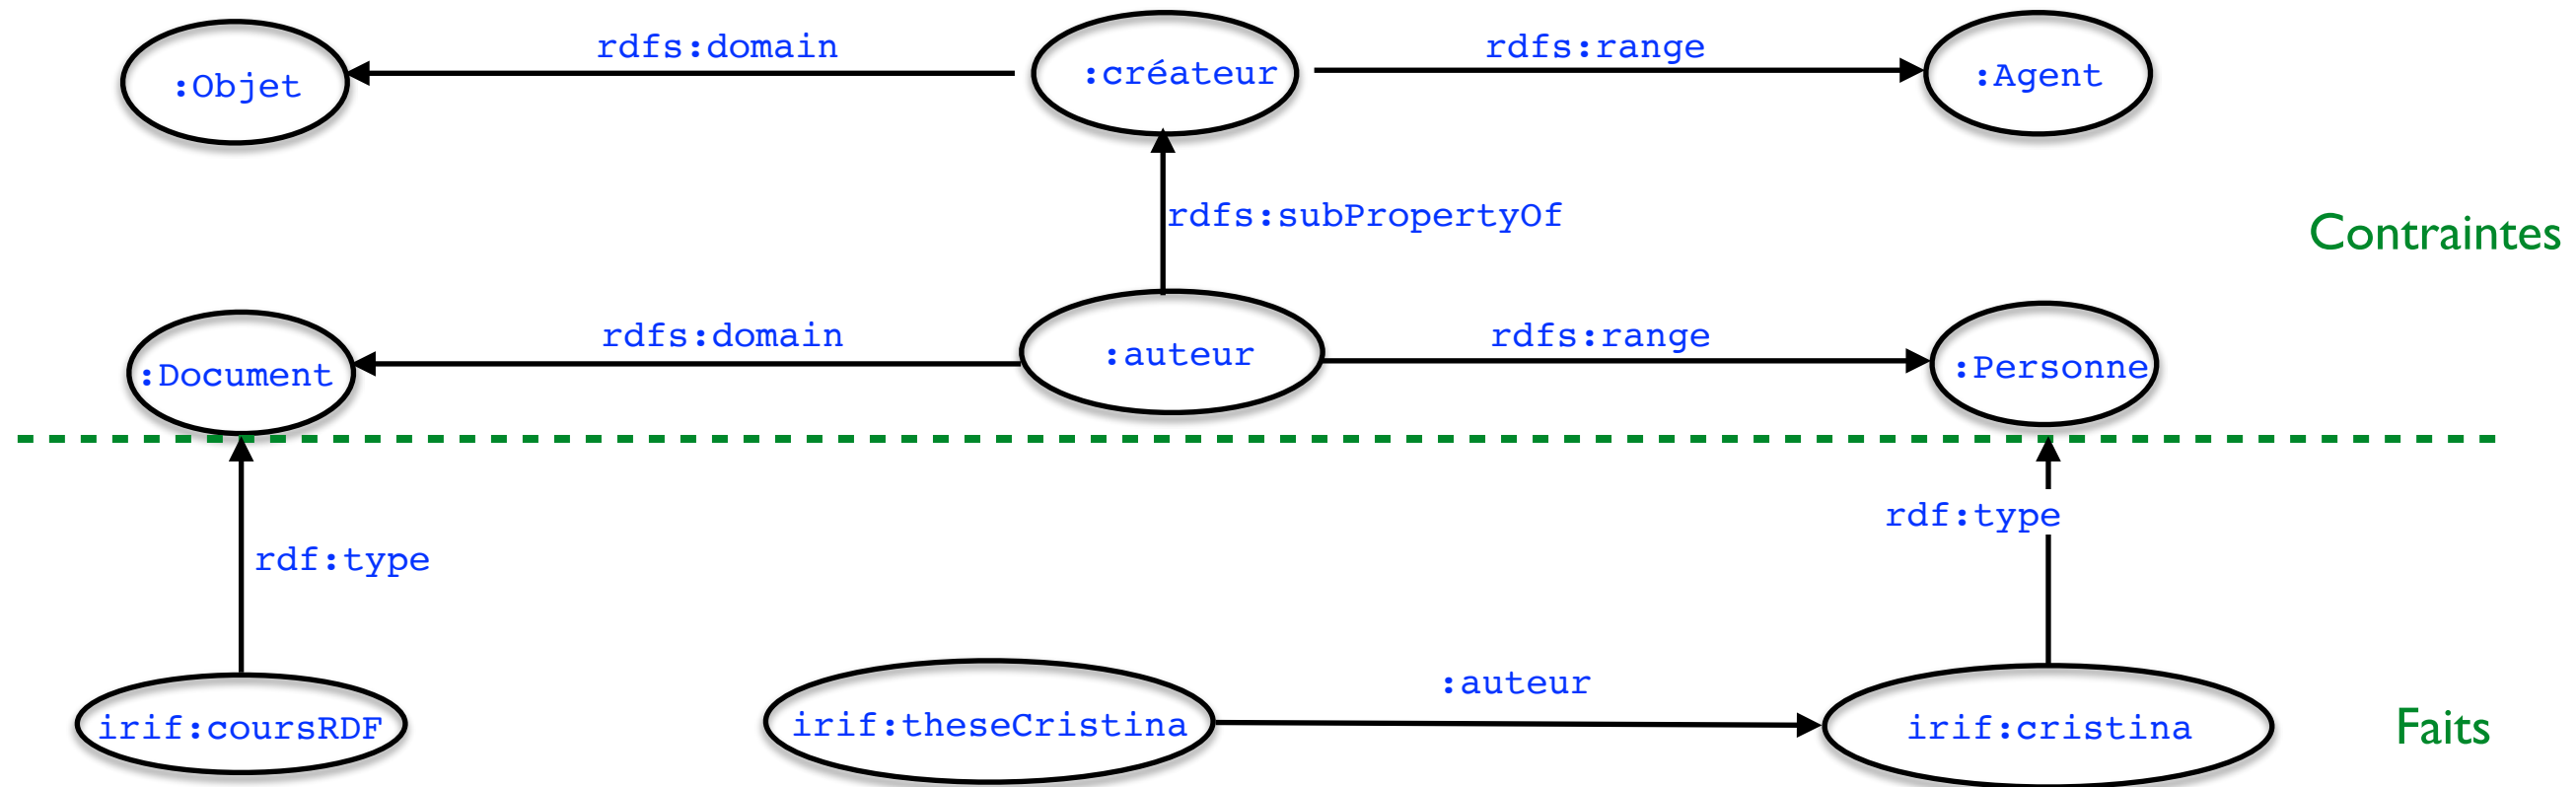 rdfs:domain
rdfs:range
:Objet
:créateur
:Agent
rdfs:subPropertyOf
Contraintes
rdfs:domain
rdfs:range
:Document
:auteur
:Personne
rdf:type
rdf:type
:auteur
irif:coursRDF
irif:theseCristina
irif:cristina
Faits